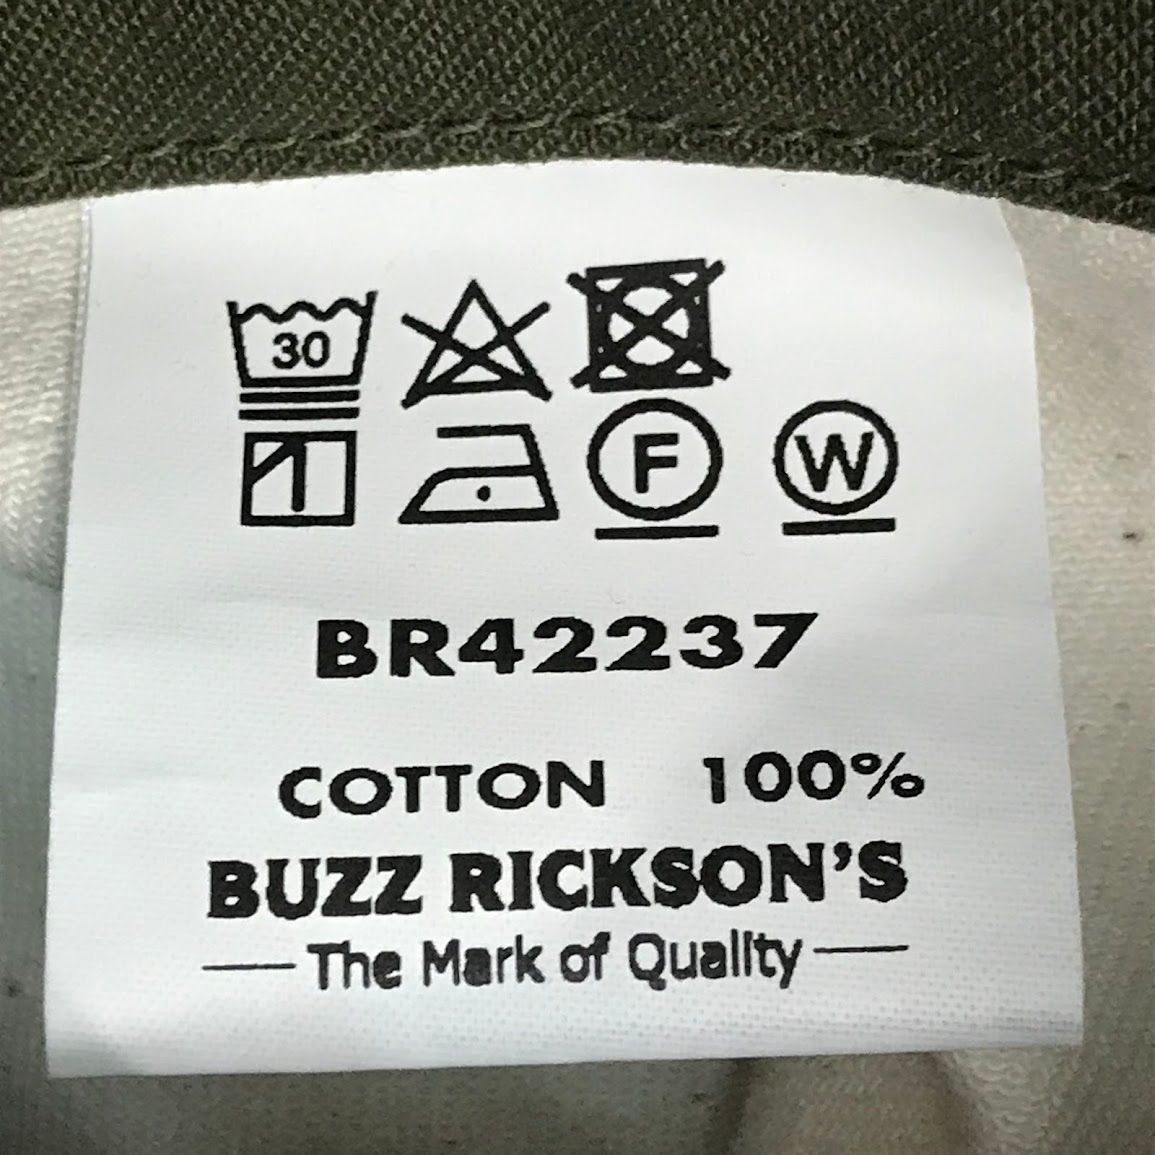 30
F W
BR42237
COTTON 100%
BUZZ RICKSON'S
The Mark of Quality